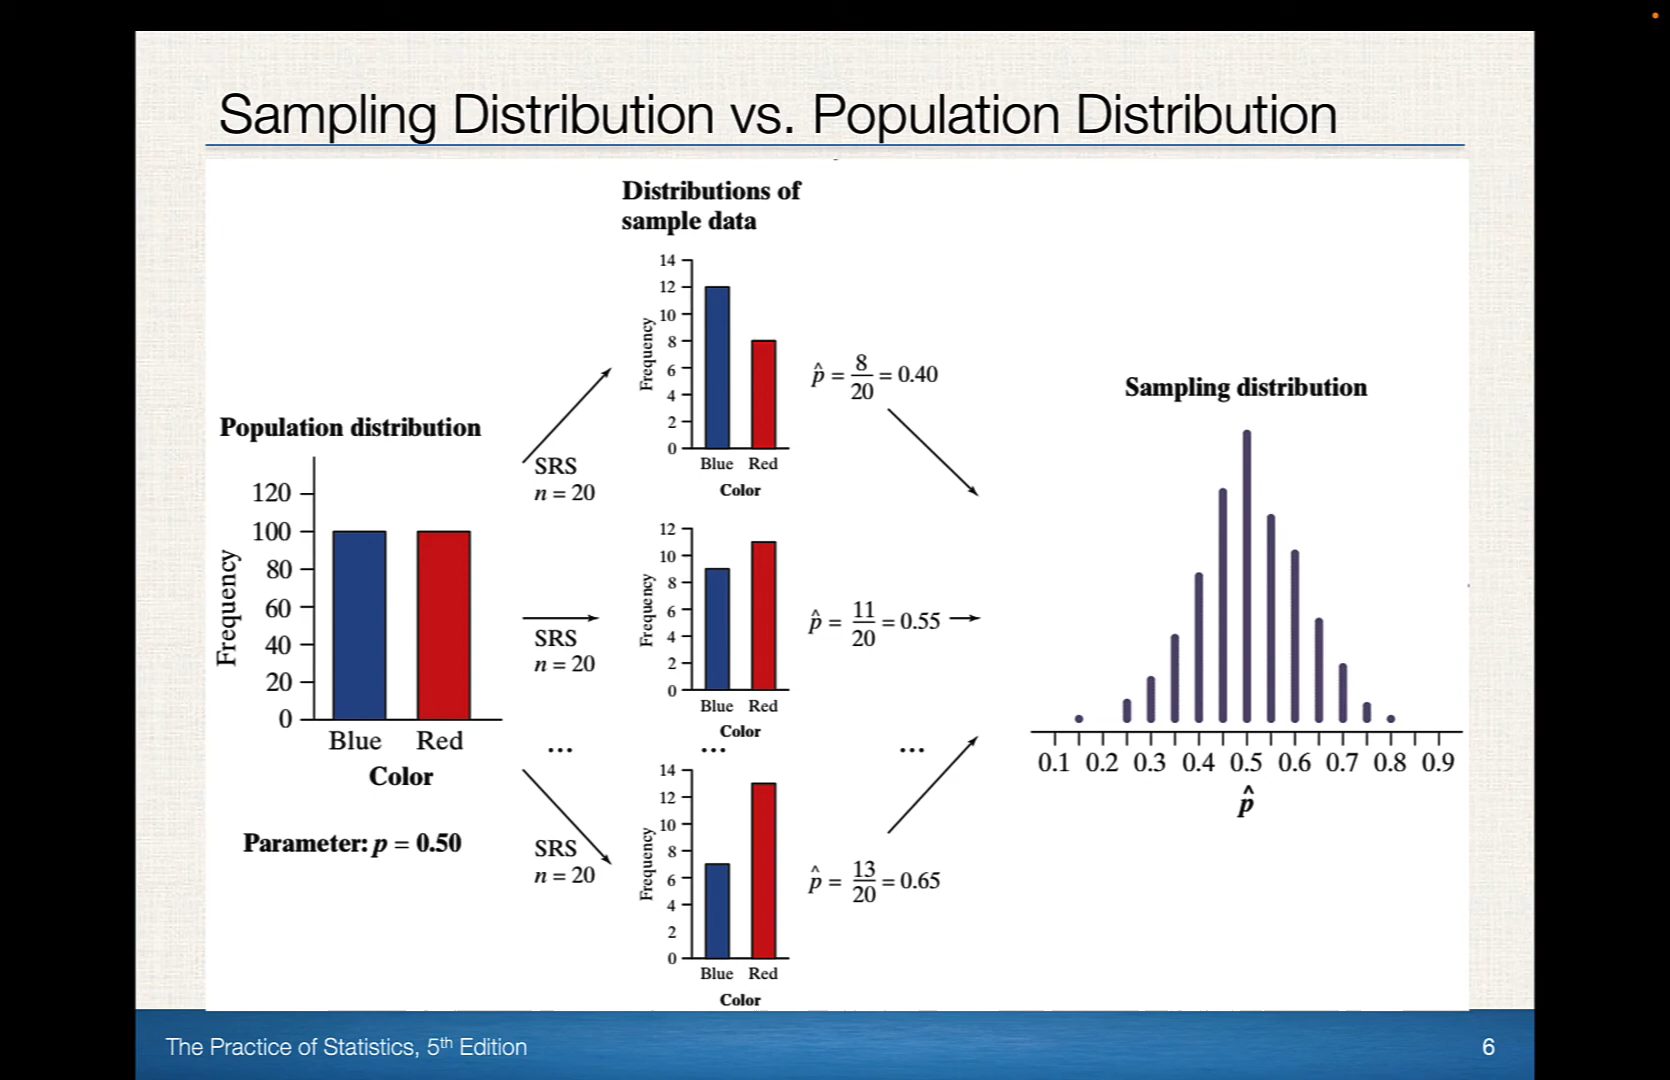 Sampling Distribution vs. Population Distribution
Distributions of
sample data
14
12
10
8
6
4
2
0
Frequency
Blue Red
Color
p̂ = 8/20 = 0.40
Sampling distribution
Population distribution
120
100
80
60
40
20
0
Frequency
Blue Red
Color
Parameter: p = 0.50
SRS
n = 20
12
10
8
6
4
2
0
Frequency
Blue Red
Color
p̂ = 11/20 = 0.55
SRS
n = 20
... ... ...
14
12
10
8
6
4
2
0
Frequency
Blue Red
Color
p̂ = 13/20 = 0.65
SRS
n = 20
0.1 0.2 0.3 0.4 0.5 0.6 0.7 0.8 0.9
p̂
The Practice of Statistics, 5th Edition
6